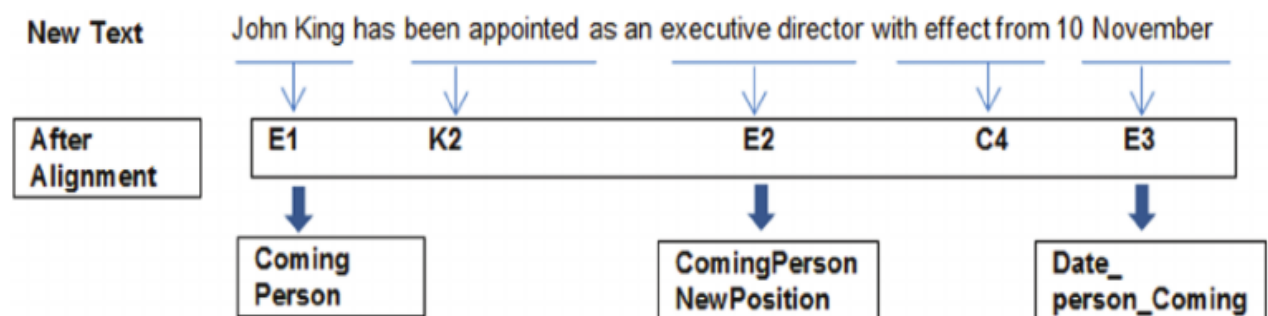 New Text John King has been appointed as an executive director with effect from 10 November
After Alignment E1 K2 E2 C4 E3
Coming Person
ComingPerson NewPosition
Date_ person_Coming